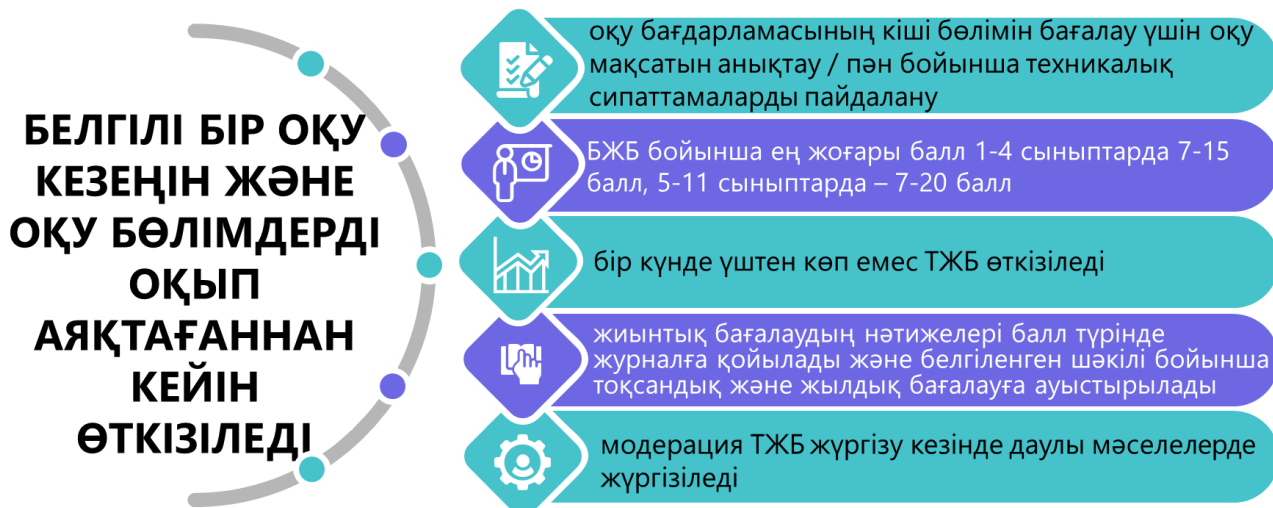 БЕЛГІЛІ БІР ОҚУ
КЕЗЕҢІН ЖӘНЕ
ОҚУ БӨЛІМДЕРДІ
ОҚЫП
АЯҚТАҒАННАН
КЕЙІН
ӨТКІЗІЛЕДІ
оқу бағдарламасының кіші бөлімін бағалау үшін оқу
мақсатын анықтау / пән бойынша техникалық
сипаттамаларды пайдалану
БЖБ бойынша ең жоғары балл 1-4 сыныптарда 7-15
балл, 5-11 сыныптарда – 7-20 балл
бір күнде үштен көп емес ТЖБ өткізіледі
жиынтық бағалаудың нәтижелері балл түрінде
журналға қойылады және белгіленген шәкілі бойынша
тоқсандық және жылдық бағалауға ауыстырылады
модерация ТЖБ жүргізу кезінде даулы мәселелерде
жүргізіледі